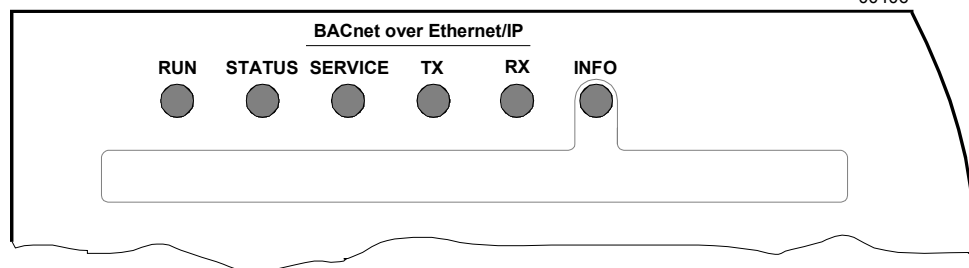 BACnet over Ethernet/IP
RUN STATUS SERVICE TX RX INFO